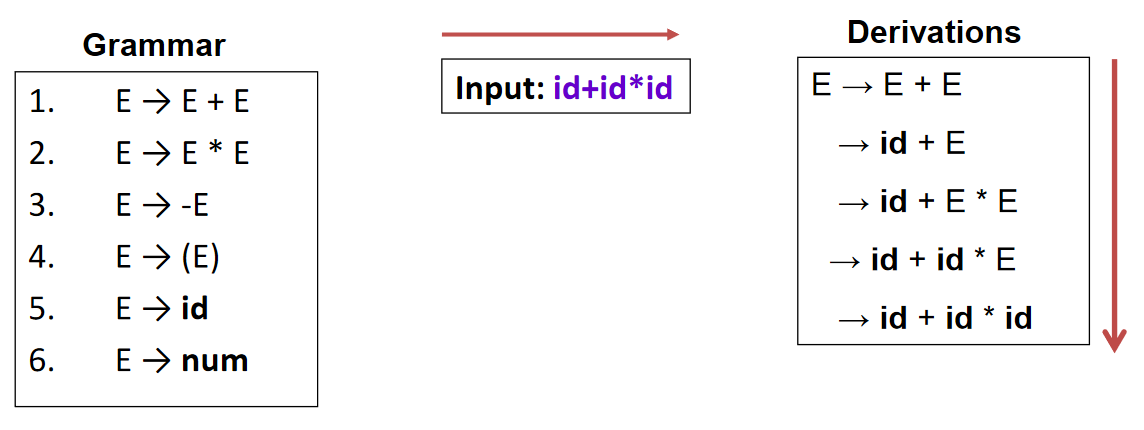 Grammar
1. E → E + E
2. E → E * E
3. E → -E
4. E → (E)
5. E → id
6. E → num
Input: id+id*id
Derivations
E → E + E
→ id + E
→ id + E * E
→ id + id * E
→ id + id * id